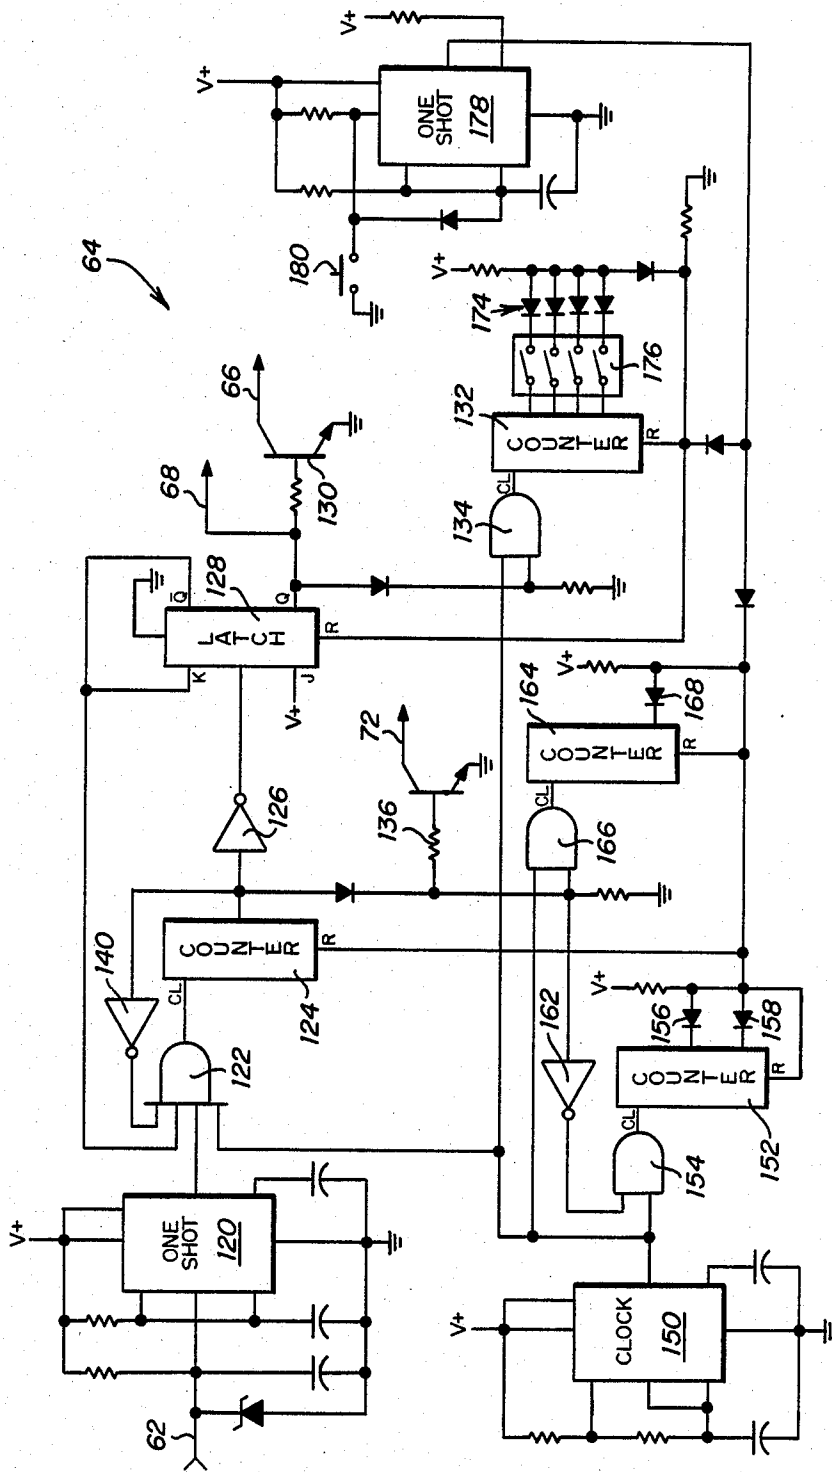 64
V+
V+
ONE
SHOT
178
180
66
68
130
V+
174
176
132
COUNTER
R
CL
134
Q̅
Q
128
LATCH
K
J
R
V+
72
136
126
140
COUNTER
CL
R
124
122
V+
164
COUNTER
168
CL
R
166
162
V+
156
158
COUNTER
R
CL
152
154
V+
ONE
SHOT
120
62
V+
CLOCK
150